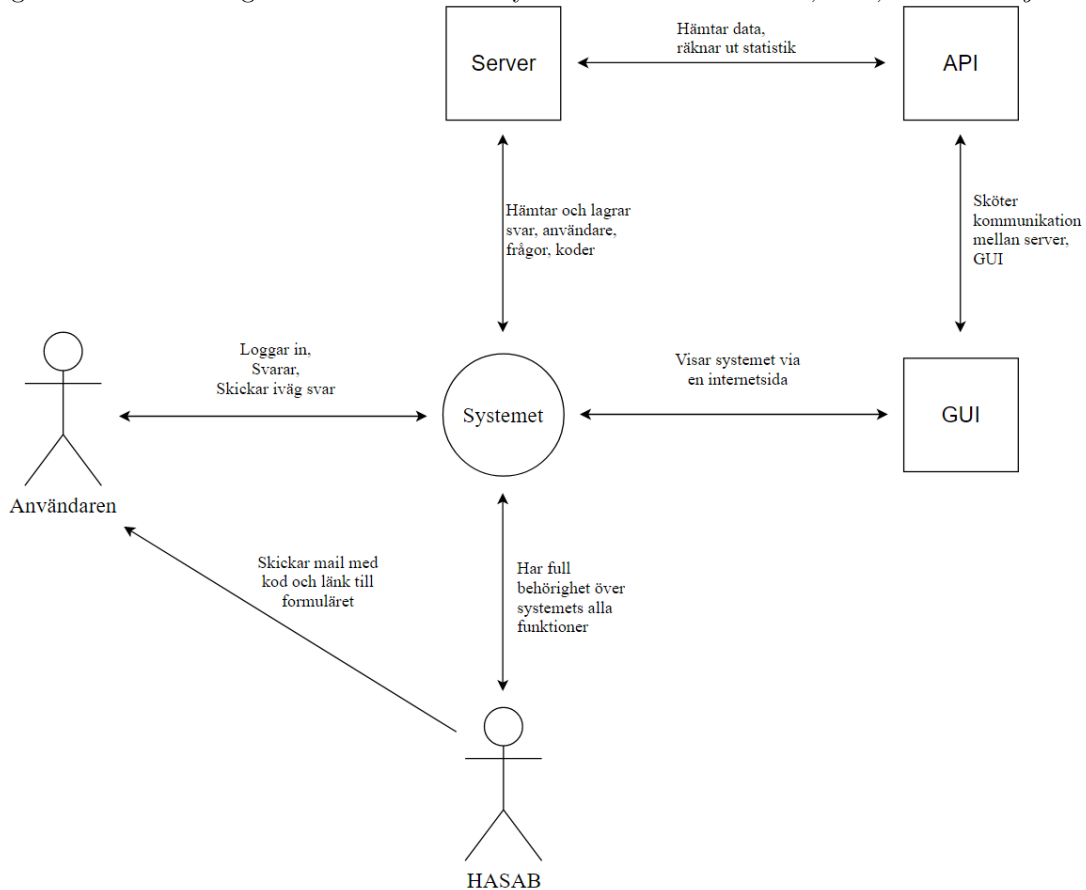 Hämtar data,
räknar ut statistik
Server
API
Hämtar och lagrar
svar, användare,
frågor, koder
Sköter
kommunikation
mellan server,
GUI
Loggar in,
Svarar,
Skickar iväg svar
Visar systemet via
en internetsida
Systemet
GUI
Användaren
Skickar mail med
kod och länk till
formuläret
Har full
behörighet över
systemets alla
funktioner
HASAB